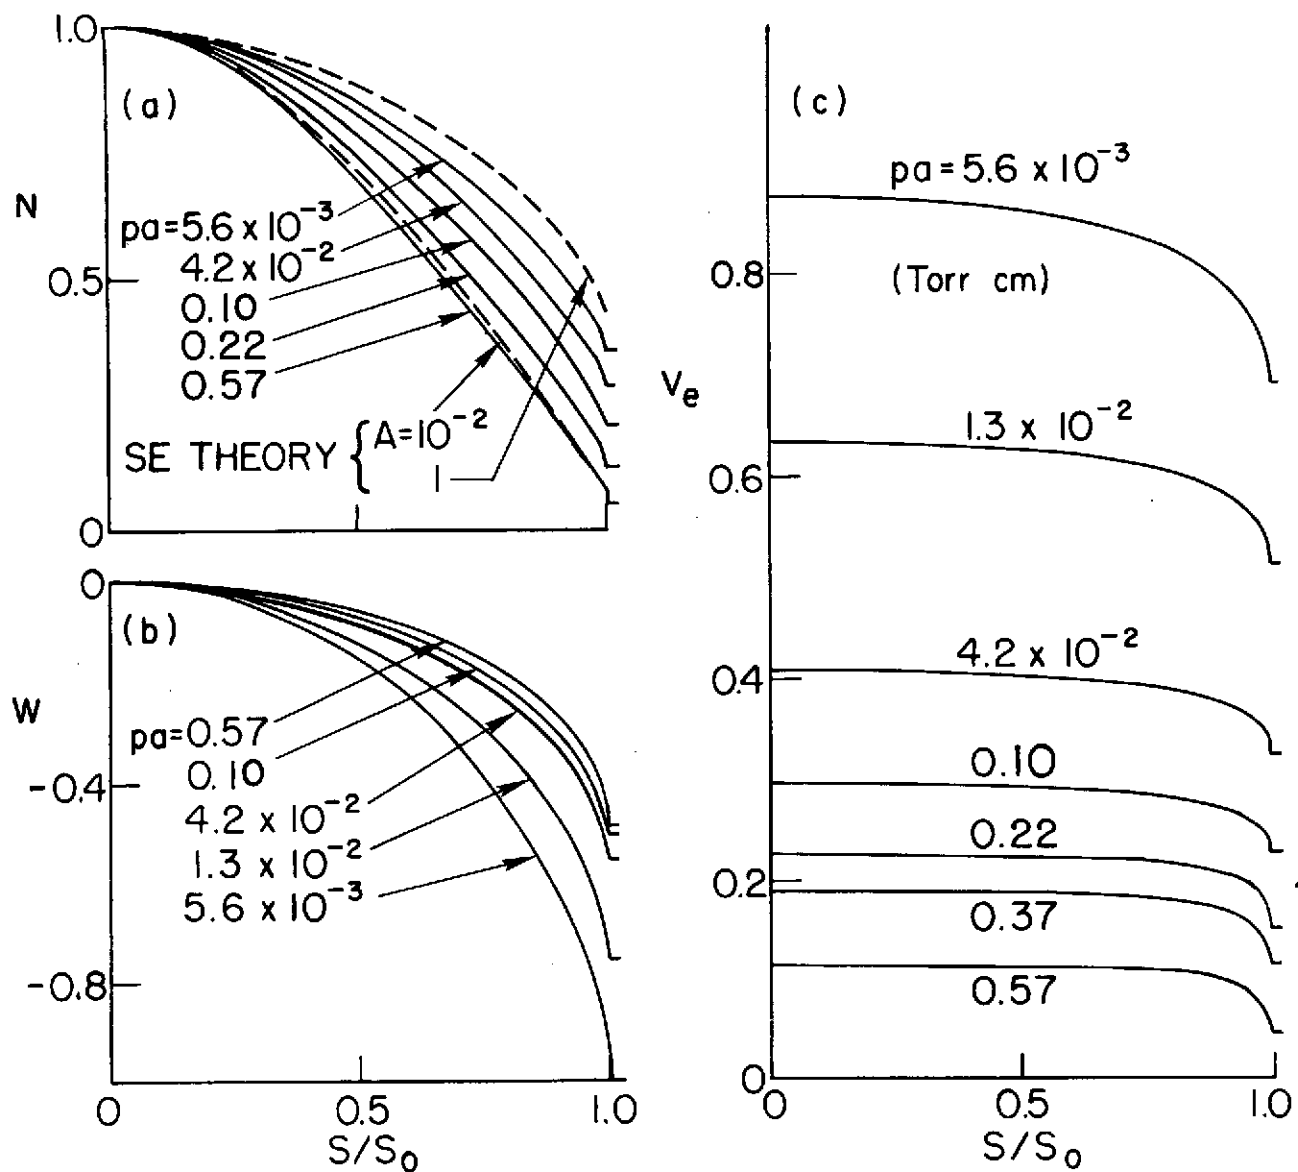 1.0
(a)
N
pa=5.6 x 10⁻³
4.2 x 10⁻²
0.5
0.10
0.22
0.57
SE THEORY { A=10⁻²
1
0
0
(b)
W
pa=0.57
0.10
-0.4
4.2 x 10⁻²
1.3 x 10⁻²
5.6 x 10⁻³
-0.8
0
0.5
1.0
S/S₀
(c)
pa=5.6 x 10⁻³
0.8
(Torr cm)
Vₑ
1.3 x 10⁻²
0.6
4.2 x 10⁻²
0.4
0.10
0.22
0.2
0.37
0.57
0
0
0.5
1.0
S/S₀